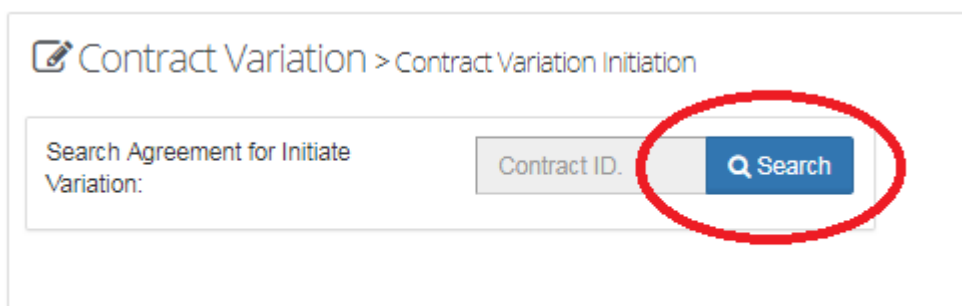 Contract Variation > Contract Variation Initiation
Search Agreement for Initiate
Variation:
Contract ID.
Search